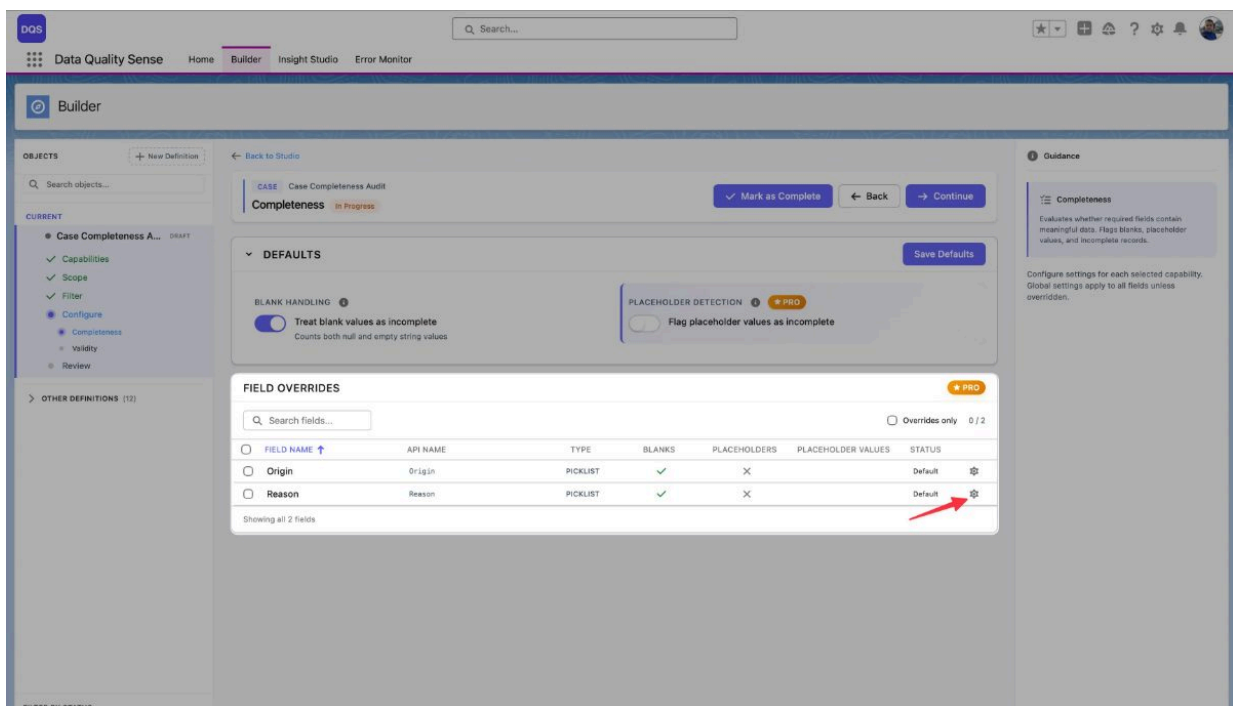 DQS
Search...
Data Quality Sense Home Builder Insight Studio Error Monitor
Builder
OBJECTS
New Definition
Search objects...
CURRENT
Case Completeness A... DRAFT
Capabilities
Scope
Filter
Configure
Completeness
Validity
Review
OTHER DEFINITIONS (12)
← Back to Studio
CASE Case Completeness Audit
Completeness In Progress
Mark as Complete
← Back
→ Continue
DEFAULTS
Save Defaults
BLANK HANDLING
Treat blank values as incomplete
Counts both null and empty string values
PLACEHOLDER DETECTION PRO
Flag placeholder values as incomplete
FIELD OVERRIDES
PRO
Search fields...
Overrides only 0 / 2
FIELD NAME ↑ API NAME TYPE BLANKS PLACEHOLDERS PLACEHOLDER VALUES STATUS
Origin Origin PICKLIST Default
Reason Reason PICKLIST Default
Showing all 2 fields
Guidance
Completeness
Evaluates whether required fields contain
meaningful data. Flags blanks, placeholder
values, and incomplete records.
Configure settings for each selected capability.
Global settings apply to all fields unless
overridden.